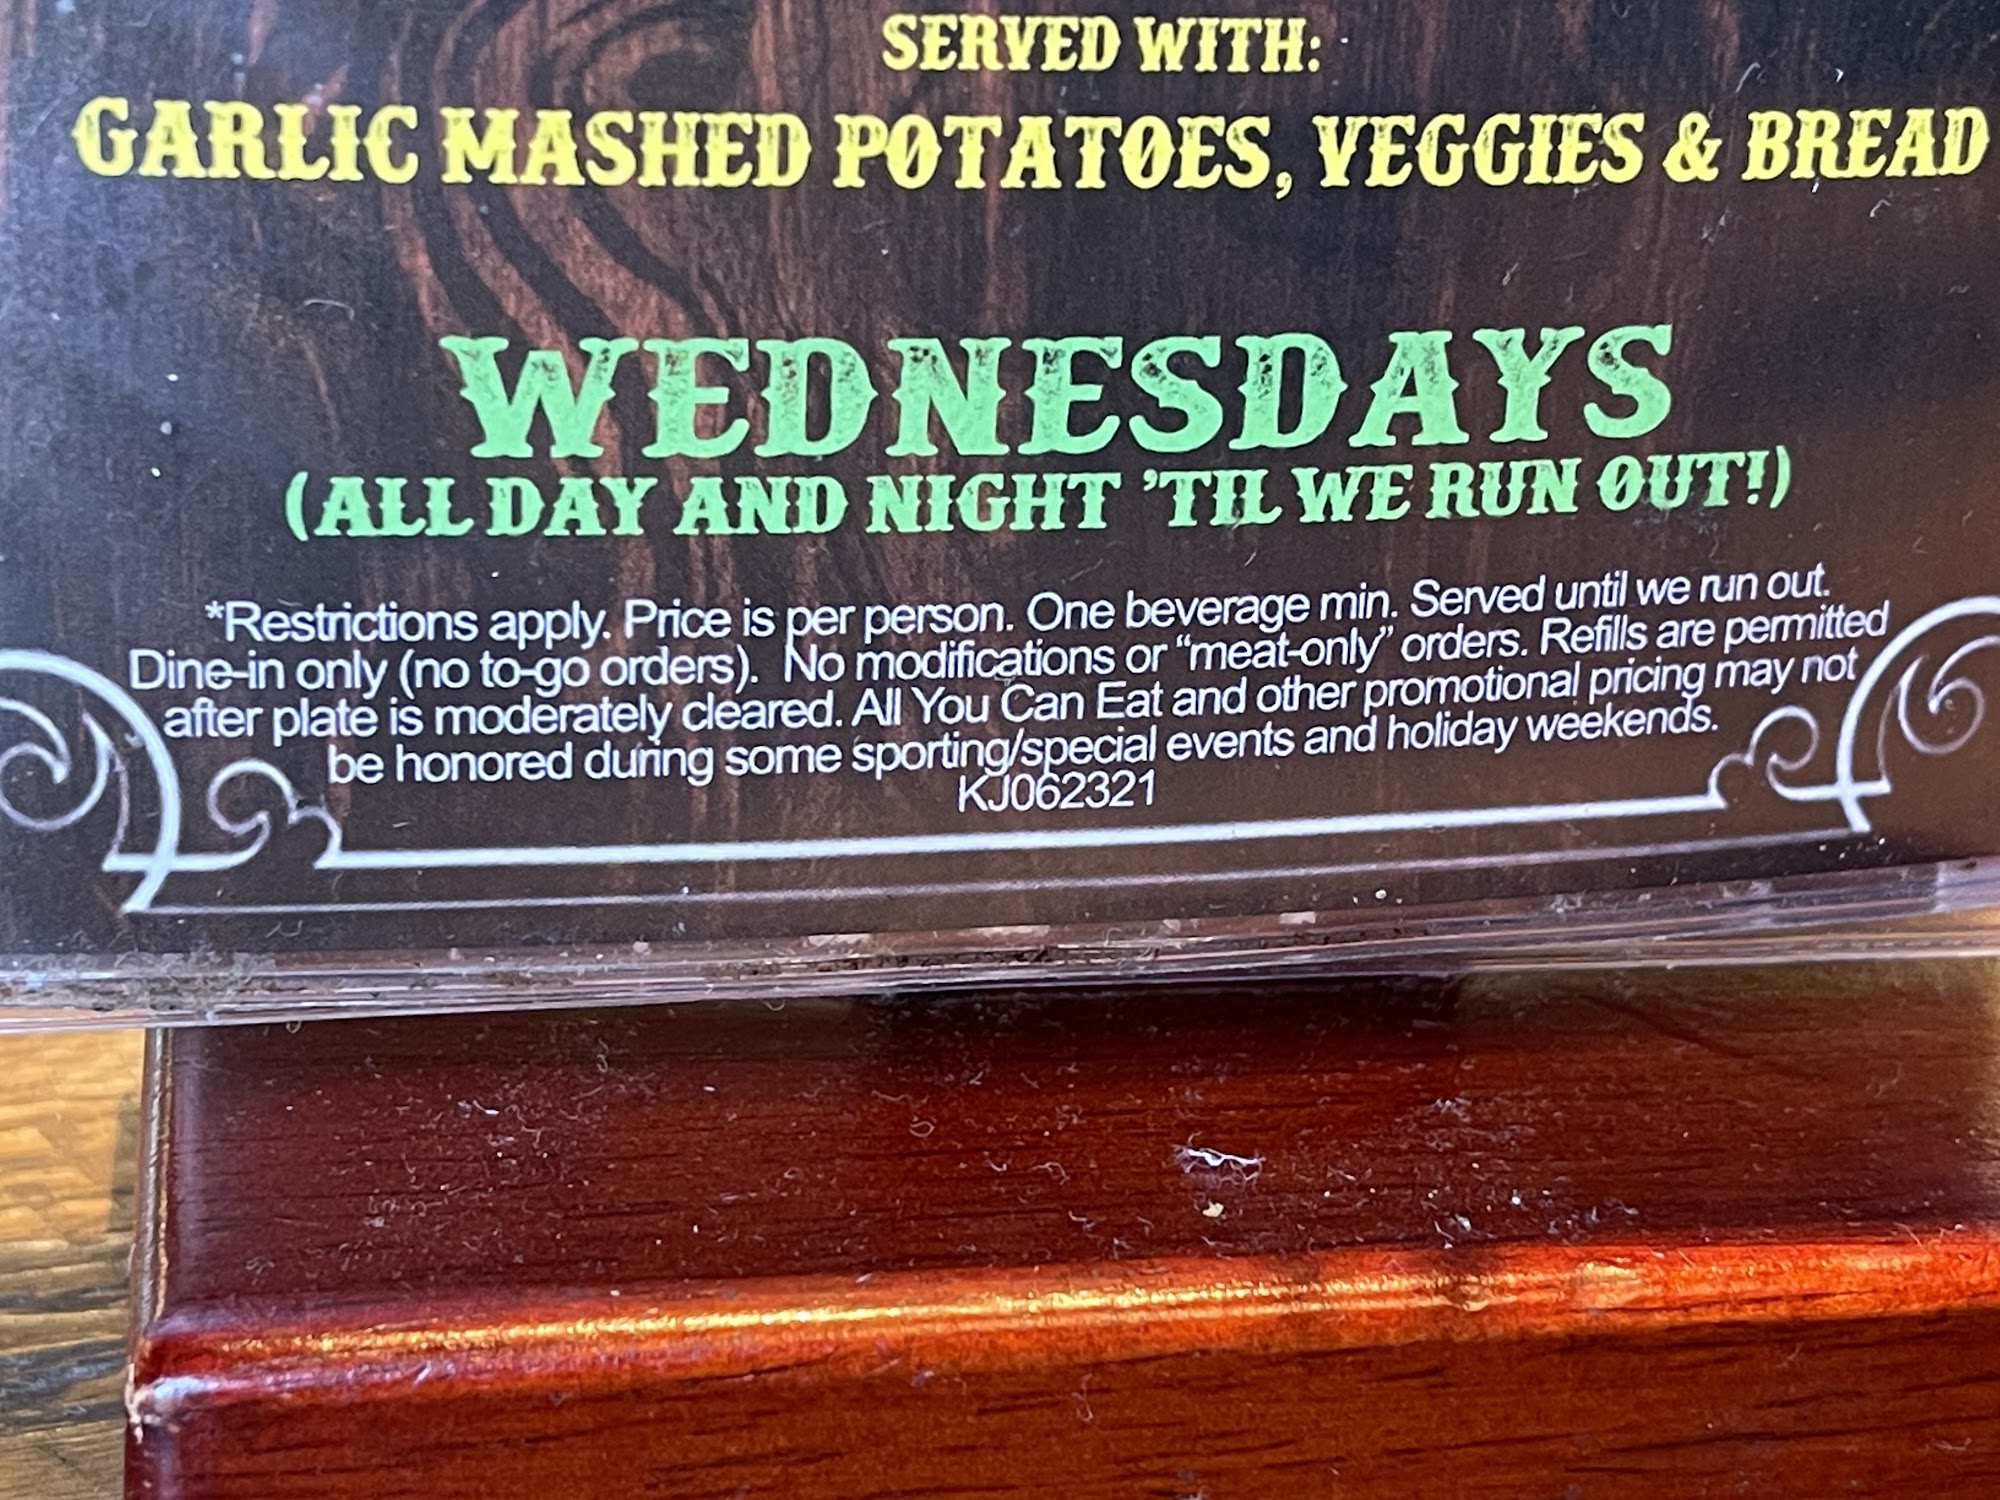 SERVED WITH:
GARLIC MASHED POTATOES, VEGGIES & BREAD
WEDNESDAYS
(ALL DAY AND NIGHT 'TIL WE RUN OUT!)
*Restrictions apply. Price is per person. One beverage min. Served until we run out.
Dine-in only (no to-go orders). No modifications or "meat-only" orders. Refills are permitted
after plate is moderately cleared. All You Can Eat and other promotional pricing may not
be honored during some sporting/special events and holiday weekends.
KJ062321